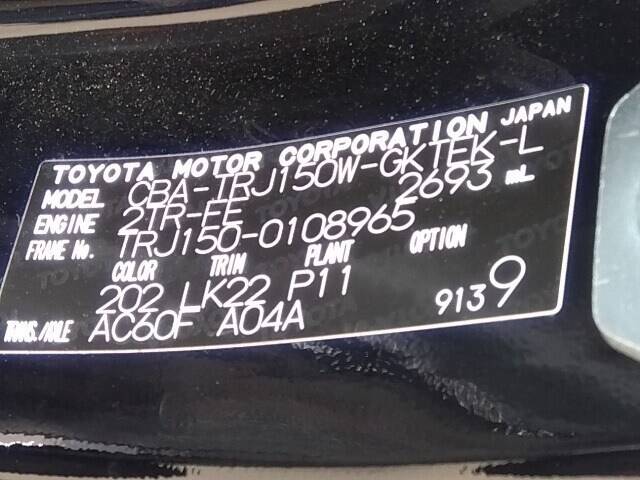 TOYOTA MOTOR CORPORATION JAPAN
MODEL CBA-TRJ150W-GKTEK-L
ENGINE 2TR-FE 2693 mL
FRAME No. TRJ150-0108965
COLOR TRIM PLANT OPTION
202 LK22 P11
TRANS./AXLE AC60F A04A 9139